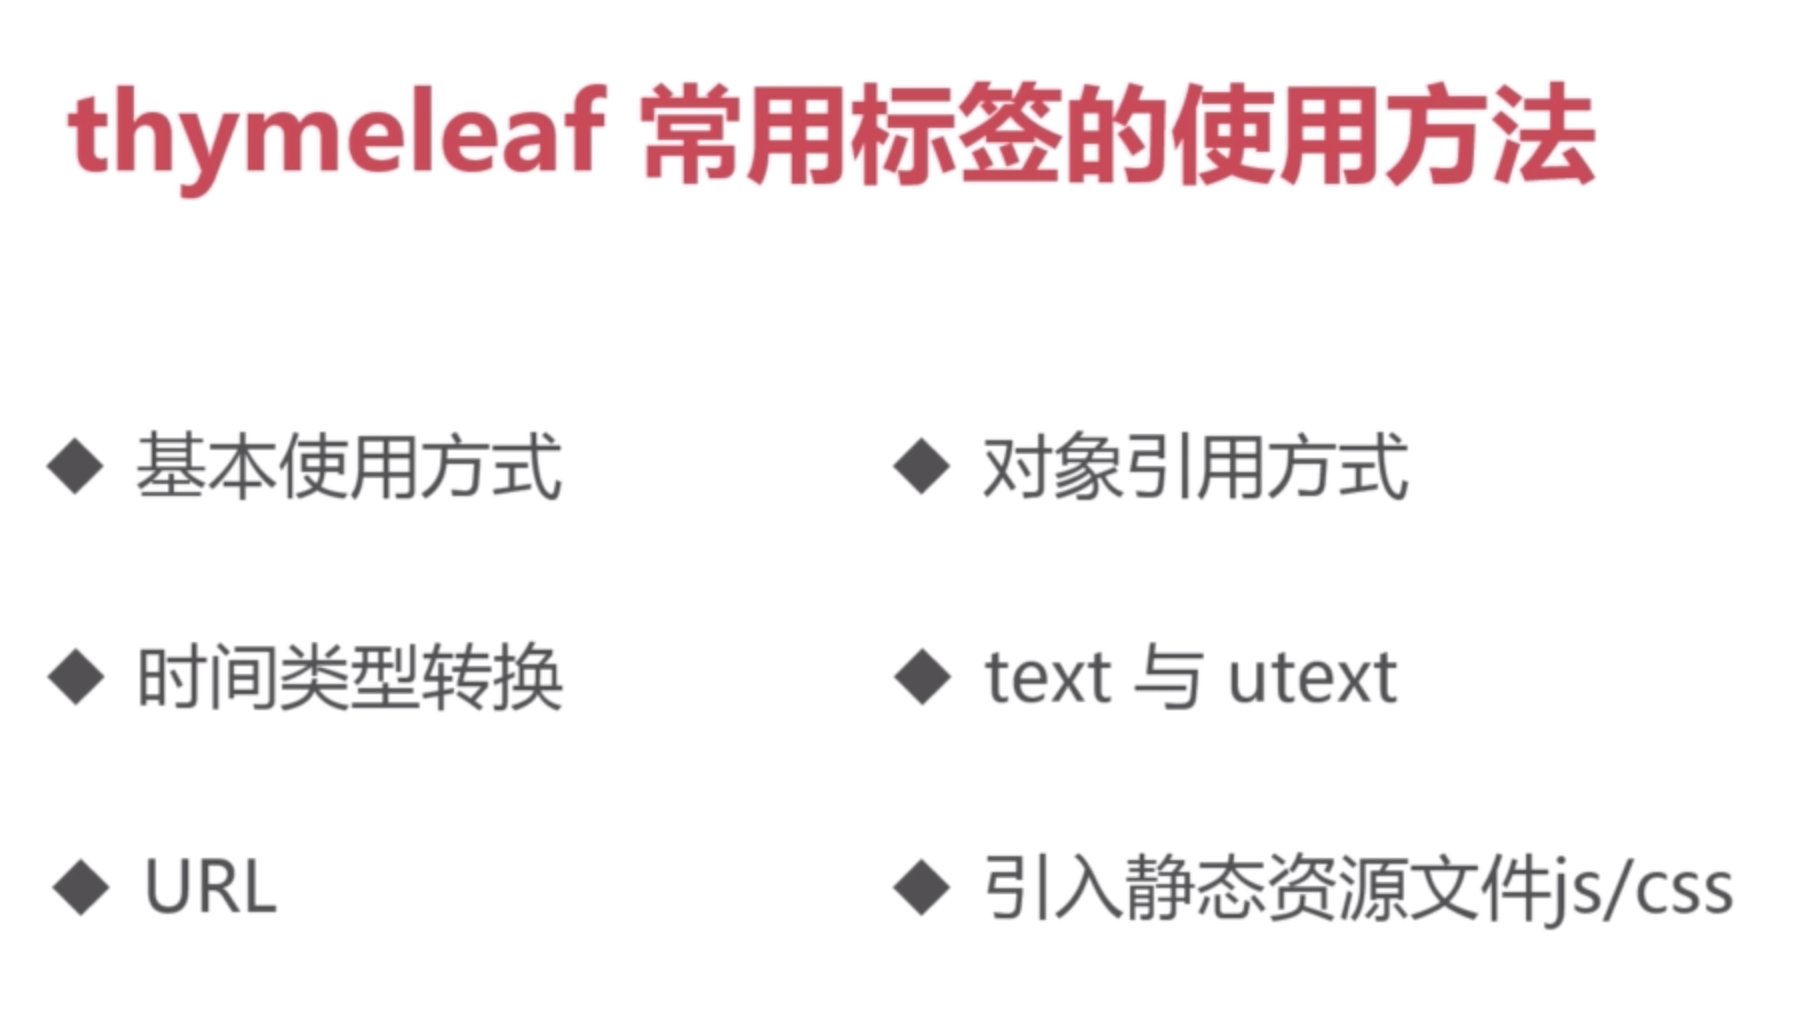 thymeleaf 常用标签的使用方法
◆ 基本使用方式
◆ 对象引用方式
◆ 时间类型转换
◆ text 与 utext
◆ URL
◆ 引入静态资源文件js/css